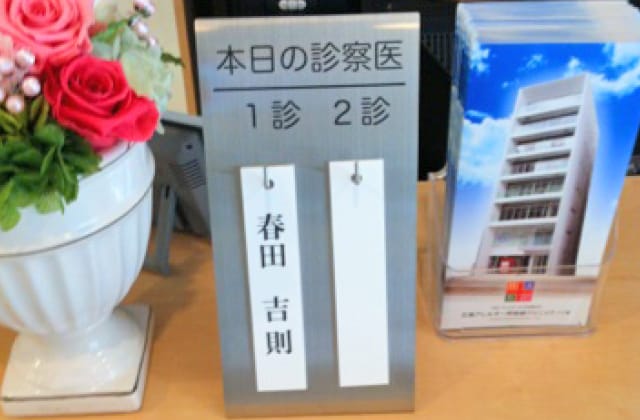 本日の診察医
1診 2診
春田 吉則